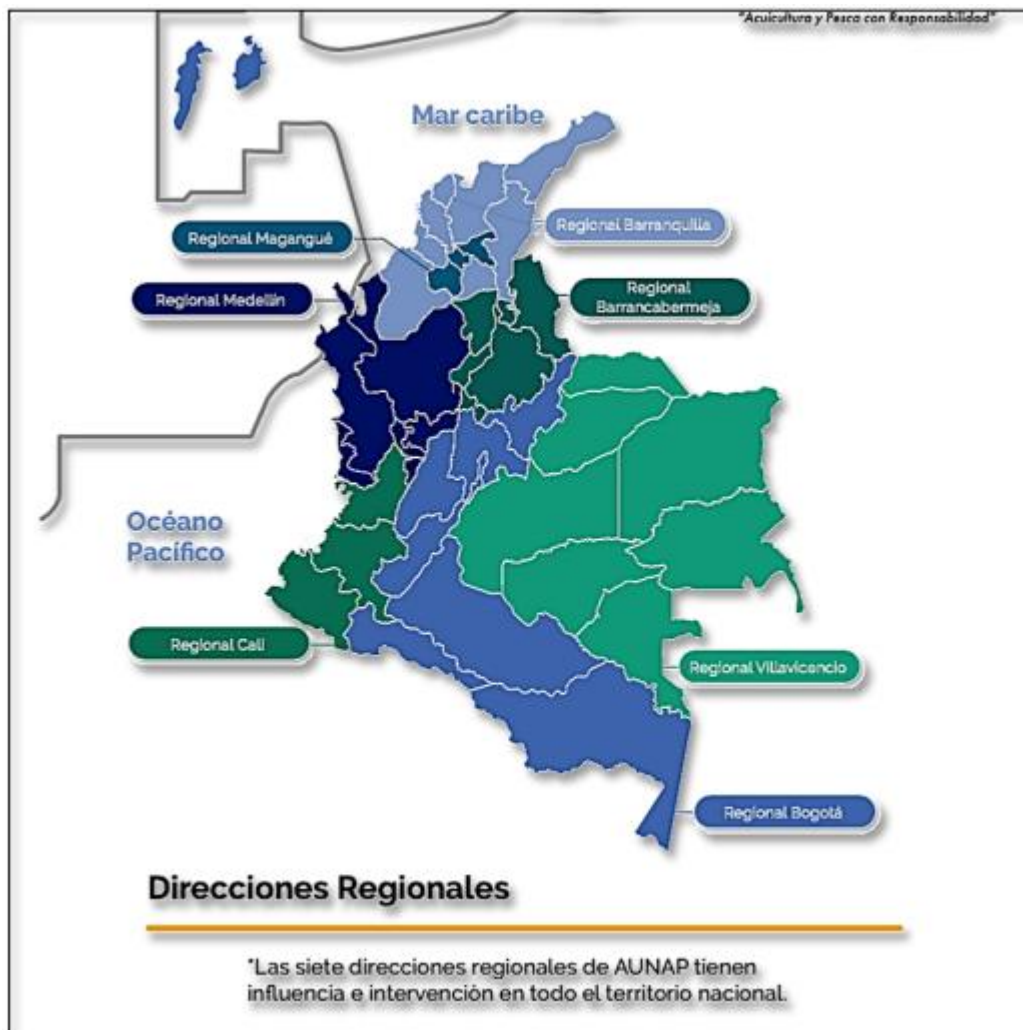 "Acuicultura y Pesca con Responsabilidad"
Mar caribe
Regional Magangué
Regional Barranquilla
Regional Medellín
Regional
Barrancabermeja
Océano
Pacífico
Regional Cali
Regional Villavicencio
Regional Bogotá
Direcciones Regionales
*Las siete direcciones regionales de AUNAP tienen
influencia e intervención en todo el territorio nacional.